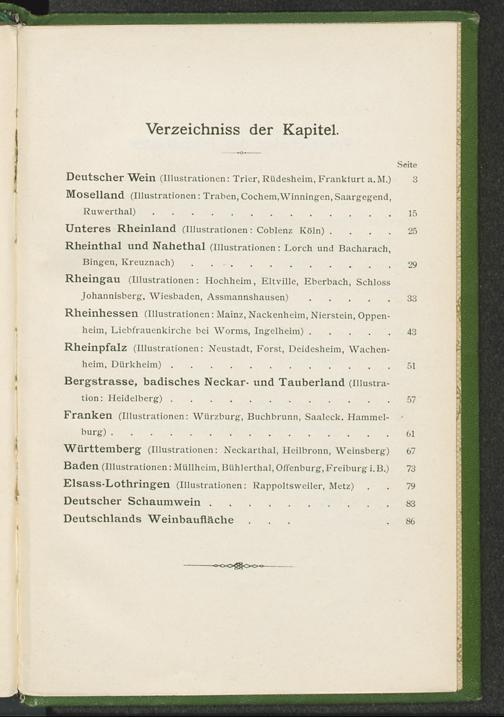 Verzeichniss der Kapitel.
Seite
Deutscher Wein (Illustrationen: Trier, Rüdesheim, Frankfurt a. M.) 3
Moselland (Illustrationen: Traben, Cochem, Winningen, Saargegend,
Ruwerthal) . . . . . . . . . . . . . 15
Unteres Rheinland (Illustrationen: Coblenz Köln) . . . . 25
Rheinthal und Nahethal (Illustrationen: Lorch und Bacharach,
Bingen, Kreuznach) . . . . . . . . . . . 29
Rheingau (Illustrationen: Hochheim, Eltville, Eberbach, Schloss
Johannisberg, Wiesbaden, Assmannshausen) . . . . . 33
Rheinhessen (Illustrationen: Mainz, Nackenheim, Nierstein, Oppen-
heim, Liebfrauenkirche bei Worms, Ingelheim) . . . . . 43
Rheinpfalz (Illustrationen: Neustadt, Forst, Deidesheim, Wachen-
heim, Dürkheim) . . . . . . . . . . . . 51
Bergstrasse, badisches Neckar- und Tauberland (Illustra-
tion: Heidelberg) . . . . . . . . . . . . 57
Franken (Illustrationen: Würzburg, Buchbrunn, Saaleck. Hammel-
burg) . . . . . . . . . . . . . . . 61
Württemberg (Illustrationen: Neckarthal, Heilbronn, Weinsberg) 67
Baden (Illustrationen: Müllheim, Bühlerthal, Offenburg, Freiburg i. B.) 73
Elsass-Lothringen (Illustrationen: Rappoltsweiler, Metz) . . 79
Deutscher Schaumwein . . . . . . . . . . 83
Deutschlands Weinbaufläche . . . . 86